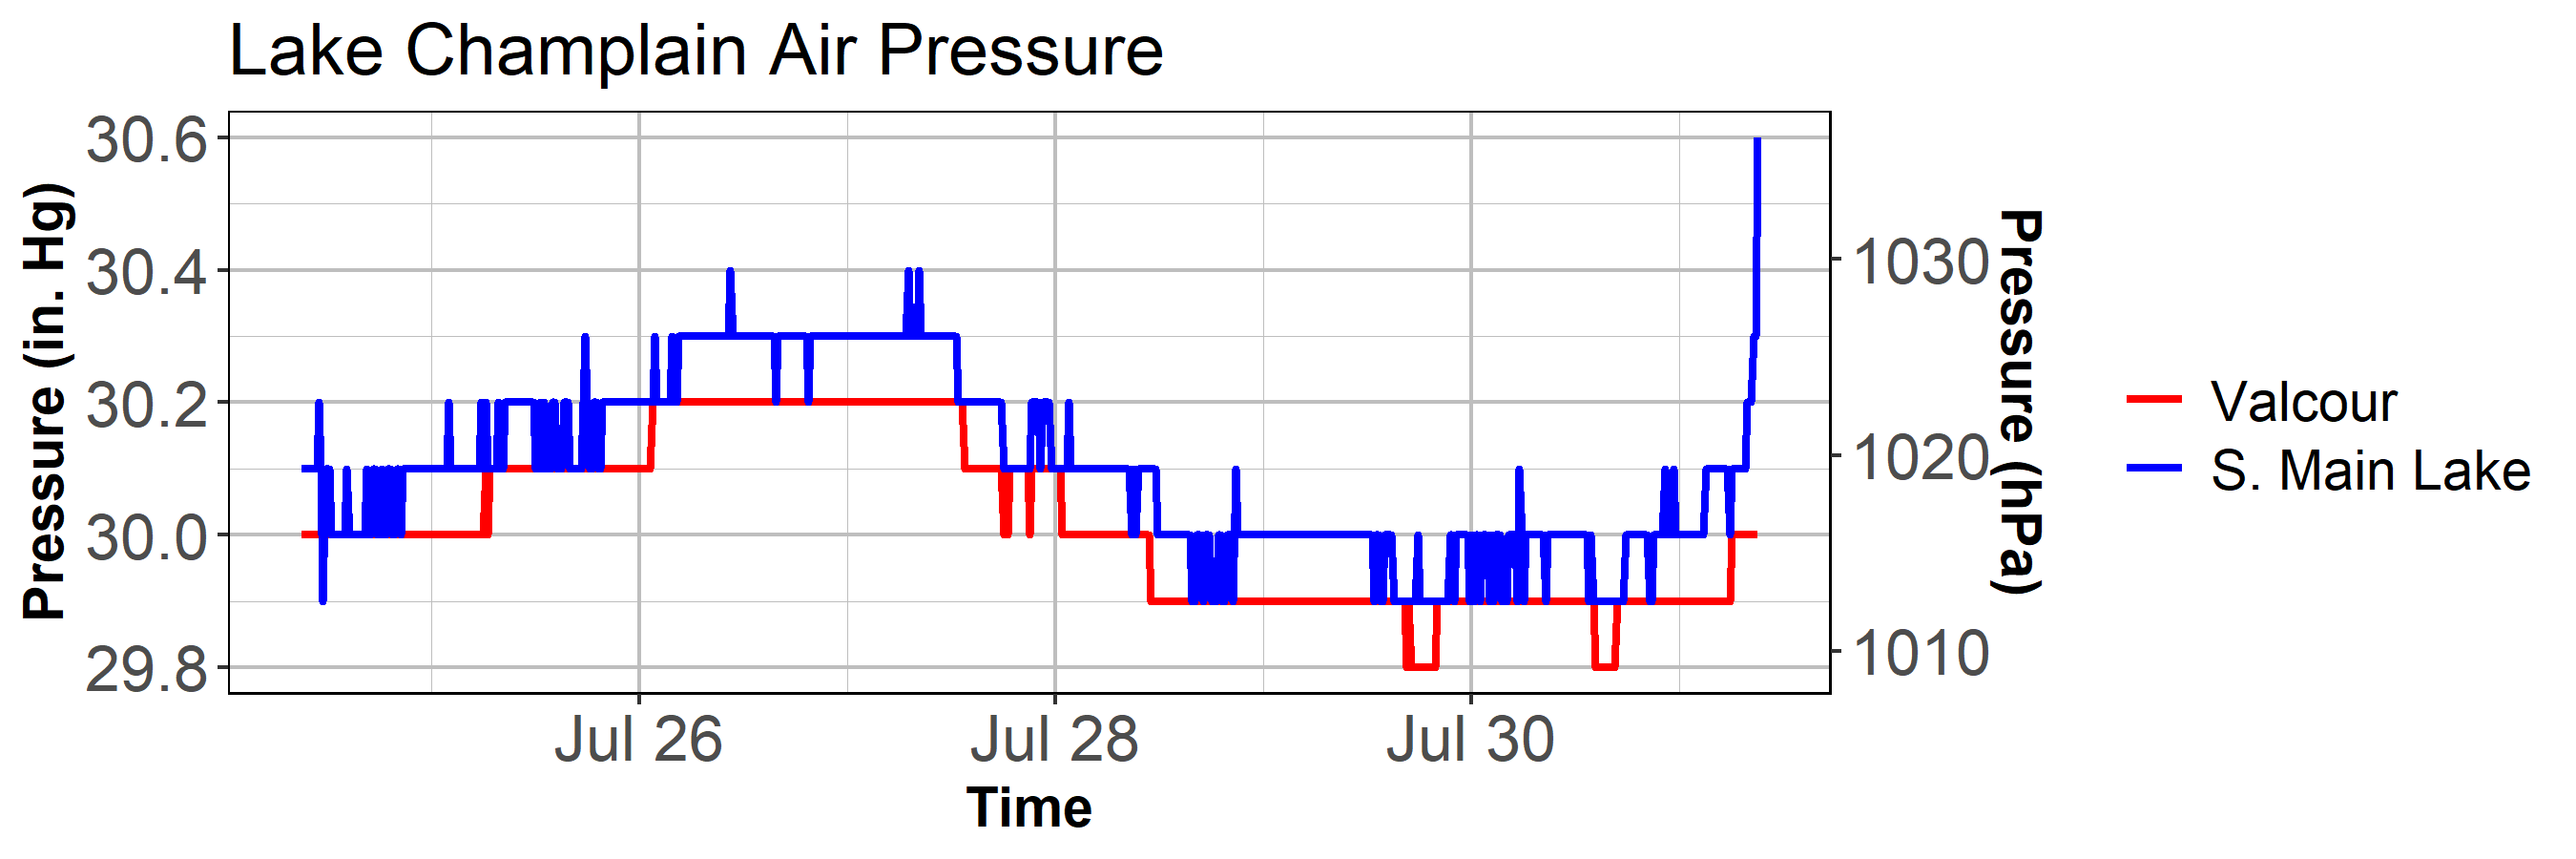 Lake Champlain Air Pressure
30.6
30.4
30.2
30.0
29.8
Pressure (in. Hg)
1030
1020
1010
Pressure (hPa)
Jul 26
Jul 28
Jul 30
Time
Valcour
S. Main Lake